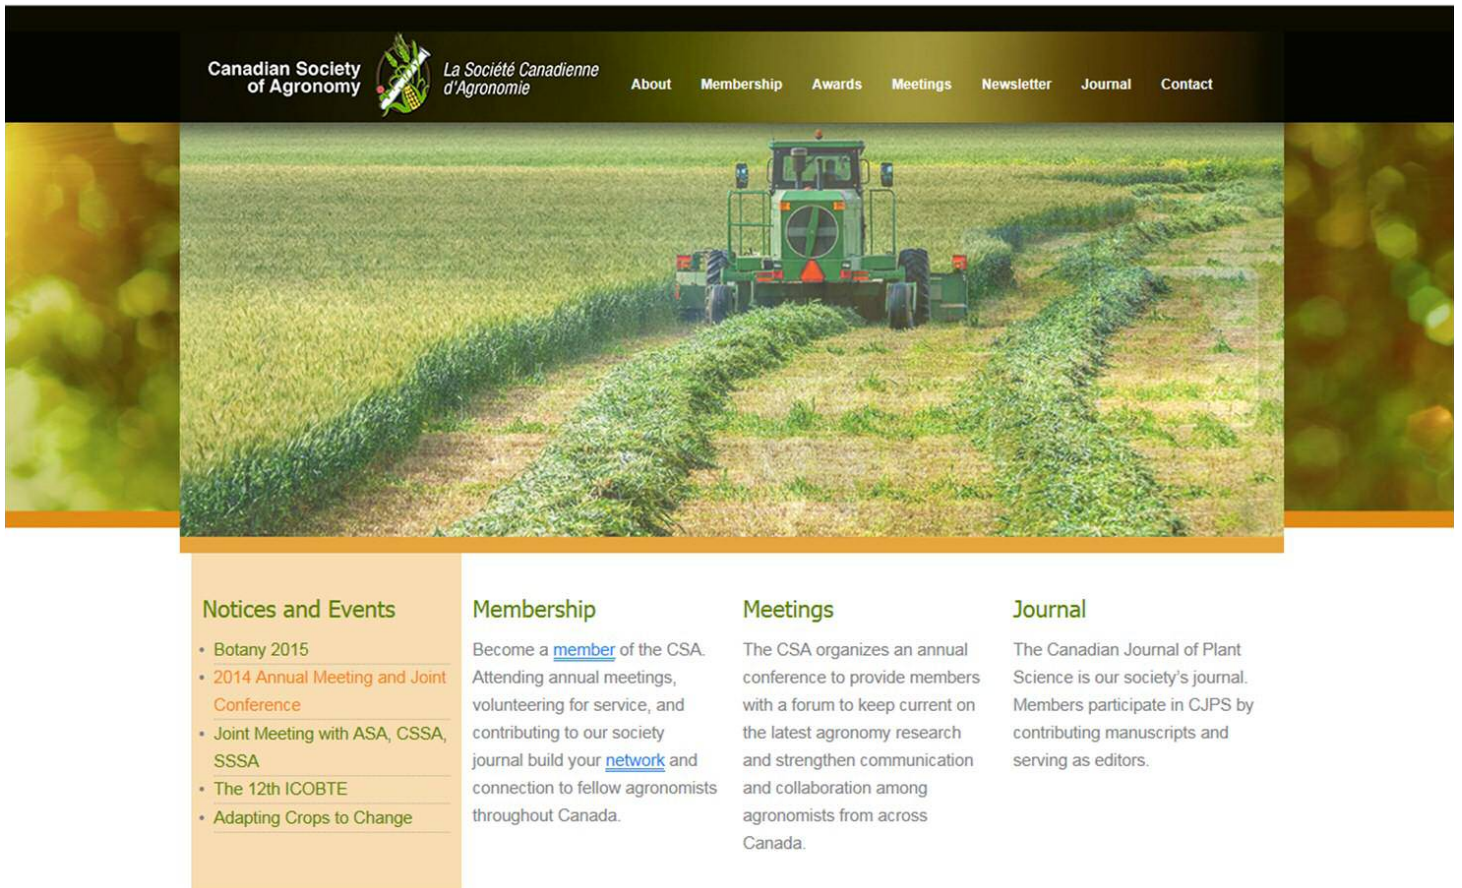 Canadian Society
of Agronomy
La Société Canadienne
d'Agronomie
About Membership Awards Meetings Newsletter Journal Contact
Notices and Events
• Botany 2015
• 2014 Annual Meeting and Joint
Conference
• Joint Meeting with ASA, CSSA,
SSSA
• The 12th ICOBTE
• Adapting Crops to Change
Membership
Become a member of the CSA.
Attending annual meetings,
volunteering for service, and
contributing to our society
journal build your network and
connection to fellow agronomists
throughout Canada.
Meetings
The CSA organizes an annual
conference to provide members
with a forum to keep current on
the latest agronomy research
and strengthen communication
and collaboration among
agronomists from across
Canada.
Journal
The Canadian Journal of Plant
Science is our society's journal.
Members participate in CJPS by
contributing manuscripts and
serving as editors.